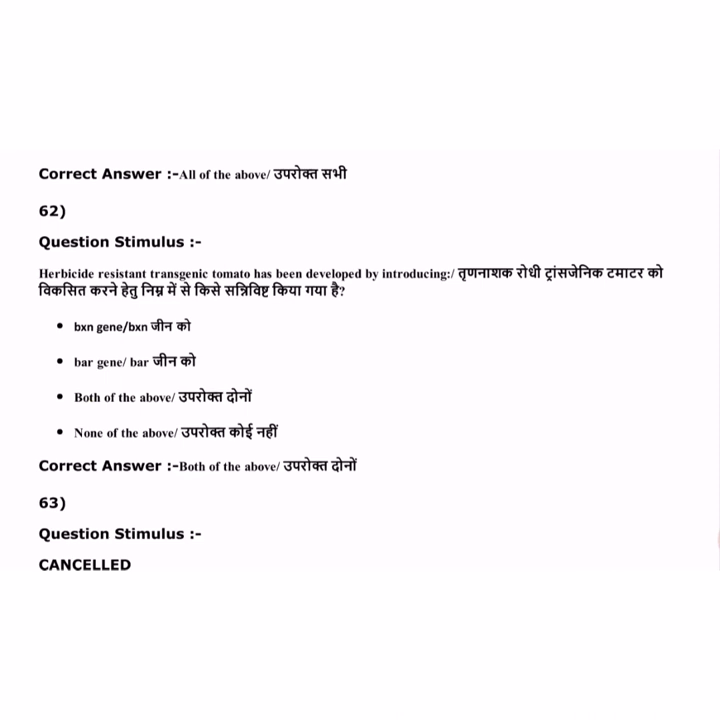 Correct Answer :-All of the above/ उपरोक्त सभी
62)
Question Stimulus :-
Herbicide resistant transgenic tomato has been developed by introducing:/ तृणनाशक रोधी ट्रांसजेनिक टमाटर को
विकसित करने हेतु निम्न में से किसे सन्निविष्ट किया गया है?
• bxn gene/bxn जीन को
• bar gene/ bar जीन को
• Both of the above/ उपरोक्त दोनों
• None of the above/ उपरोक्त कोई नहीं
Correct Answer :-Both of the above/ उपरोक्त दोनों
63)
Question Stimulus :-
CANCELLED